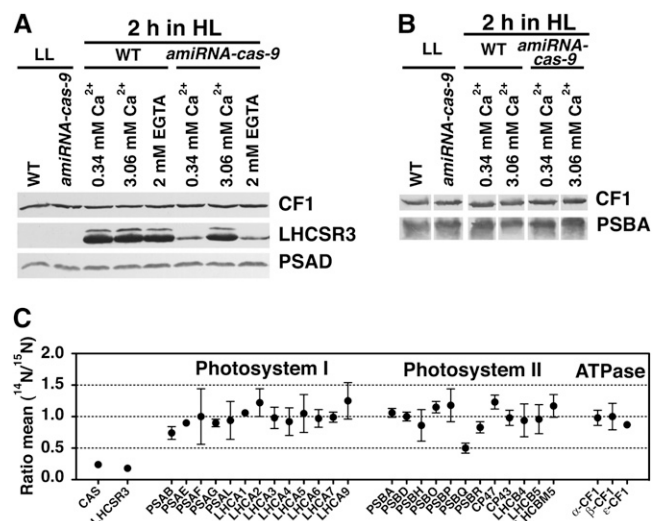 A
2 h in HL
LL WT amiRNA-cas-9
WT
amiRNA-cas-9
0.34 mM Ca2+
3.06 mM Ca2+
2 mM EGTA
0.34 mM Ca2+
3.06 mM Ca2+
2 mM EGTA
CF1
LHCSR3
PSAD
B
2 h in HL
LL WT amiRNA-
cas-9
WT
amiRNA-cas-9
0.34 mM Ca2+
3.06 mM Ca2+
0.34 mM Ca2+
3.06 mM Ca2+
CF1
PSBA
C
Ratio mean (14N/15N)
2.0
1.5
1.0
0.5
0.0
Photosystem I Photosystem II ATPase
CAS
LHCSR3
PSAB
PSAE
PSAF
PSAG
PSAL
LHCA1
LHCA2
LHCA3
LHCA4
LHCA5
LHCA6
LHCA7
LHCA9
PSBA
PSBD
PSBH
PSBO
PSBP
PSBQ
PSBR
CP47
CP43
LHCB4
LHCB5
LHCBM5
α-CF1
β-CF1
ε-CF1